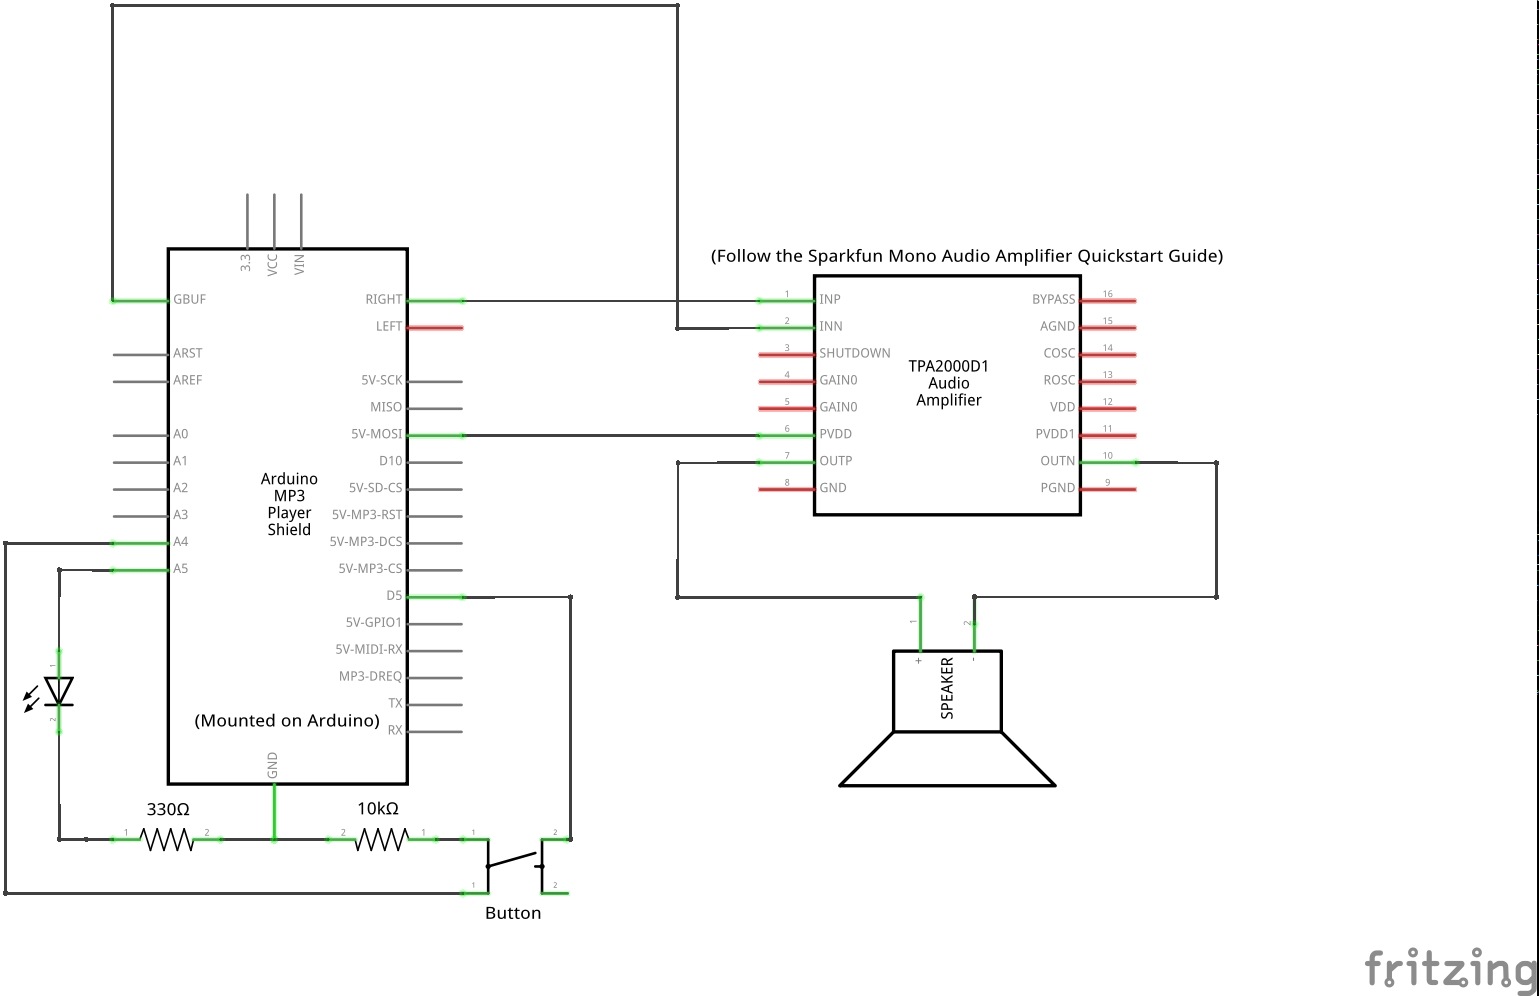 3.3
VCC
VIN
(Follow the Sparkfun Mono Audio Amplifier Quickstart Guide)
GBUF
RIGHT
1
INP
BYPASS
16
LEFT
2
INN
AGND
15
ARST
3
SHUTDOWN
COSC
14
AREF
5V-SCK
4
GAIN0
ROSC
13
MISO
5
GAIN0
VDD
12
TPA2000D1
Audio
Amplifier
A0
5V-MOSI
6
PVDD
PVDD1
11
A1
D10
7
OUTP
OUTN
10
A2
5V-SD-CS
8
GND
PGND
9
Arduino
MP3
Player
Shield
A3
5V-MP3-RST
A4
5V-MP3-DCS
A5
5V-MP3-CS
D5
5V-GPIO1
5V-MIDI-RX
MP3-DREQ
TX
RX
1
2
(Mounted on Arduino)
GND
1
2
+
-
SPEAKER
330Ω
10kΩ
1
2
2
1
1
2
1
2
Button
fritzing